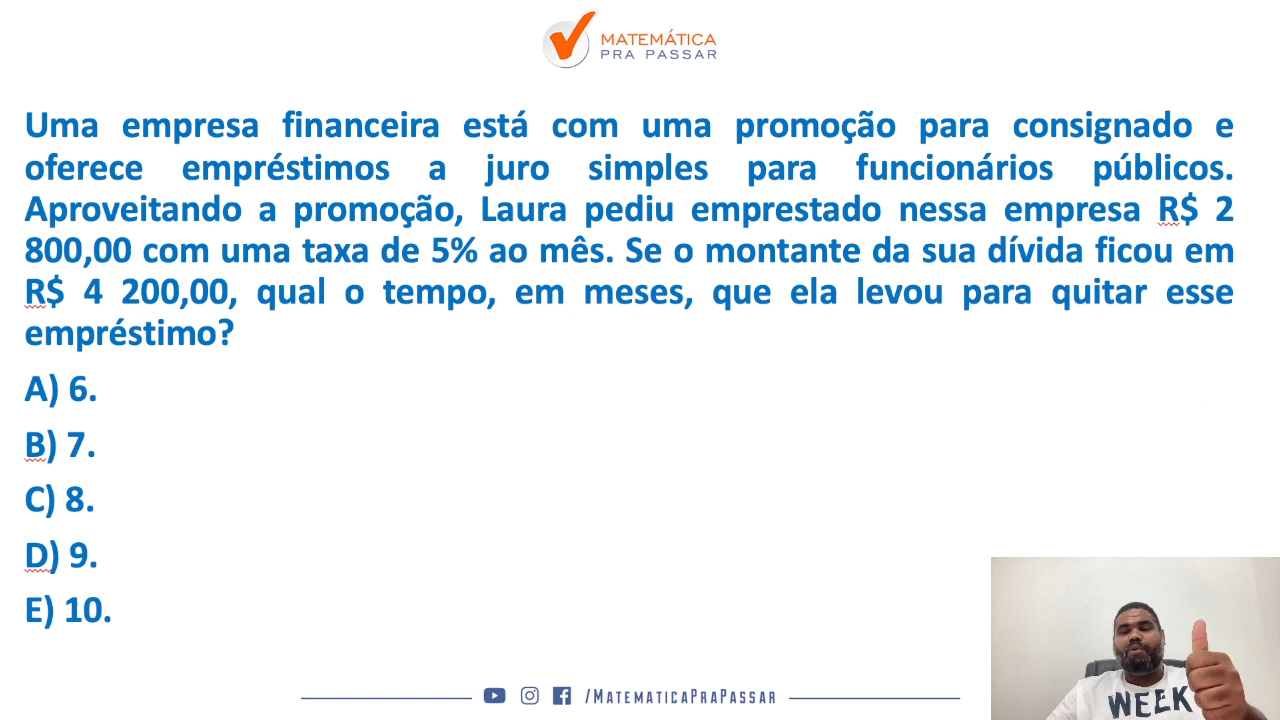 MATEMÁTICA
PRA PASSAR
Uma empresa financeira está com uma promoção para consignado e
oferece empréstimos a juro simples para funcionários públicos.
Aproveitando a promoção, Laura pediu emprestado nessa empresa R$ 2
800,00 com uma taxa de 5% ao mês. Se o montante da sua dívida ficou em
R$ 4 200,00, qual o tempo, em meses, que ela levou para quitar esse
empréstimo?
A) 6.
B) 7.
C) 8.
D) 9.
E) 10.
WEEK
/MATEMATICAPRAPASSAR